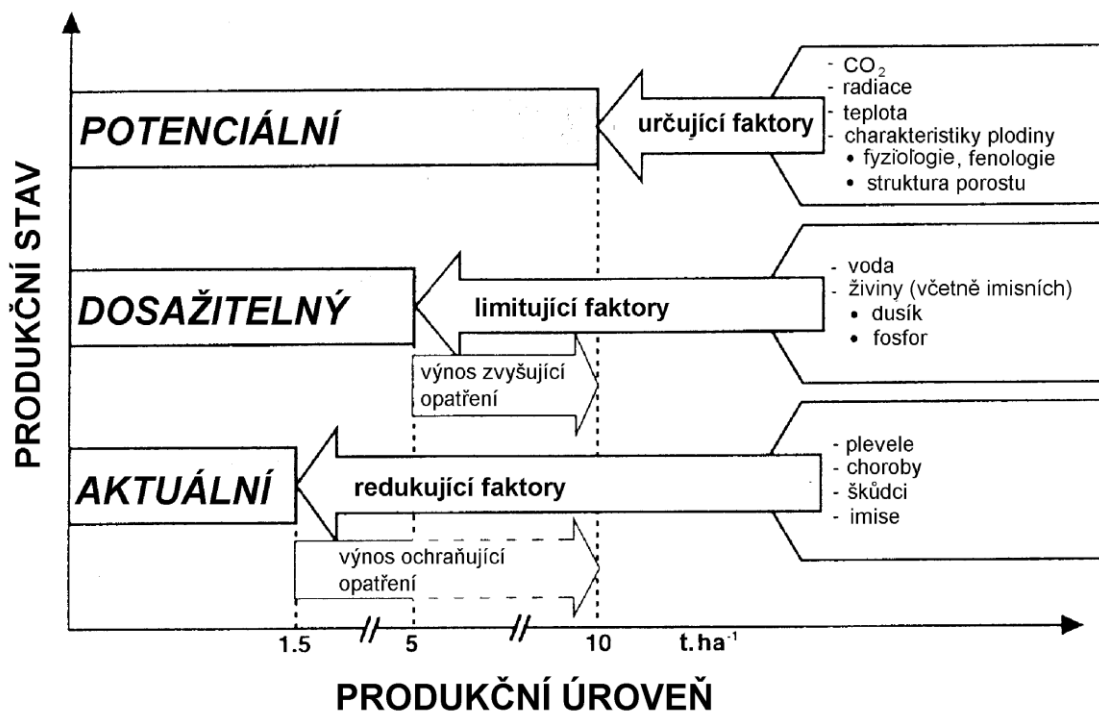 PRODUKČNÍ STAV
POTENCIÁLNÍ
určující faktory
- CO₂
- radiace
- teplota
- charakteristiky plodiny
• fyziologie, fenologie
• struktura porostu
DOSAŽITELNÝ
limitující faktory
- voda
- živiny (včetně imisních)
• dusík
• fosfor
výnos zvyšující
opatření
AKTUÁLNÍ
redukující faktory
- plevele
- choroby
- škůdci
- imise
výnos ochraňující
opatření
1.5 5 10 t.ha⁻¹
PRODUKČNÍ ÚROVEŇ